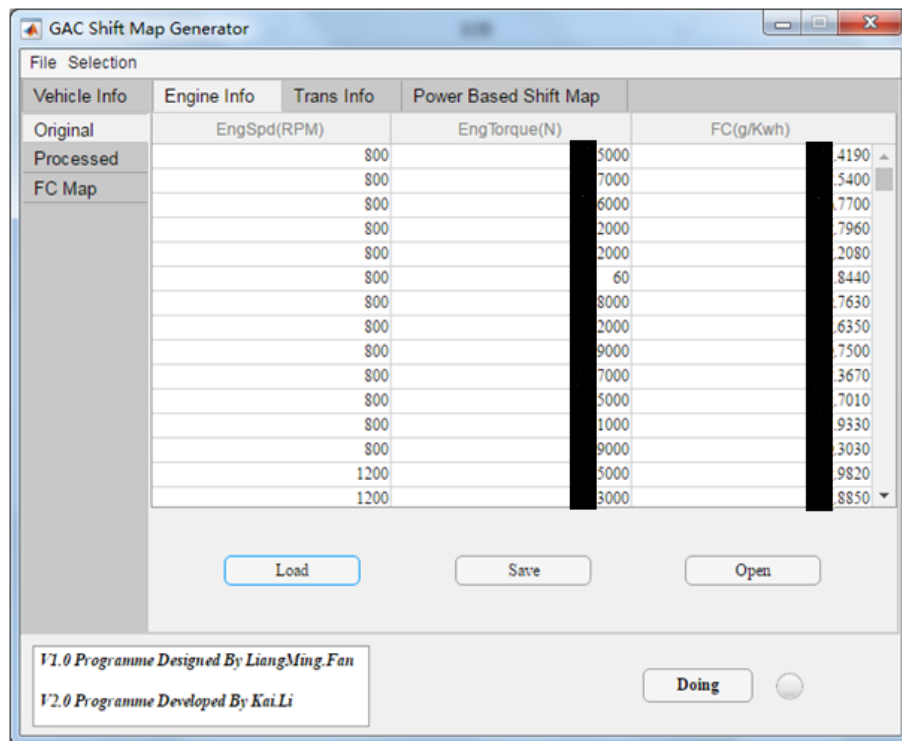 GAC Shift Map Generator
File Selection
Vehicle Info Engine Info Trans Info Power Based Shift Map
Original EngSpd(RPM) EngTorque(N) FC(g/Kwh)
800 5000 .4190
Processed 800 7000 .5400
FC Map 800 6000 .7700
800 2000 .7960
800 2000 .2080
800 60 .8440
800 8000 .7630
800 2000 .6350
800 9000 .7500
800 7000 .3670
800 5000 .7010
800 1000 .9330
800 9000 .3030
1200 5000 .9820
1200 3000 .8850
Load Save Open
V1.0 Programme Designed By LiangMing.Fan
V2.0 Programme Developed By Kai.Li
Doing